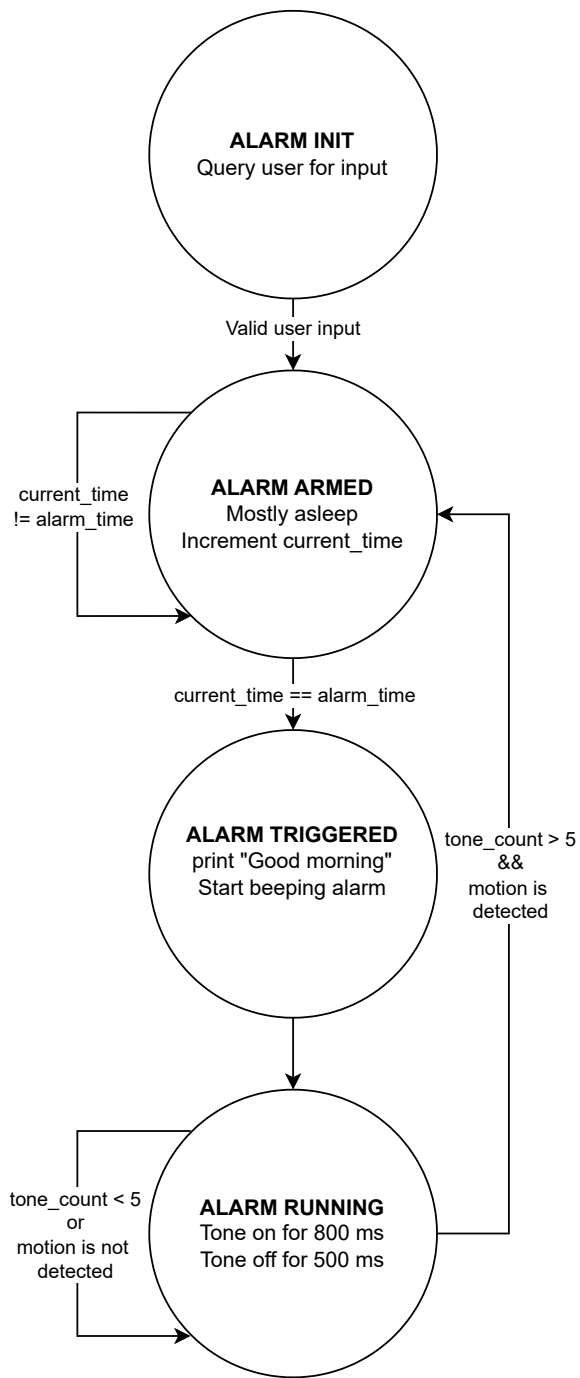 ALARM INIT
Query user for input
Valid user input
current_time
!= alarm_time
ALARM ARMED
Mostly asleep
Increment current_time
current_time == alarm_time
ALARM TRIGGERED
print "Good morning"
Start beeping alarm
tone_count > 5
&&
motion is
detected
tone_count < 5
or
motion is not
detected
ALARM RUNNING
Tone on for 800 ms
Tone off for 500 ms